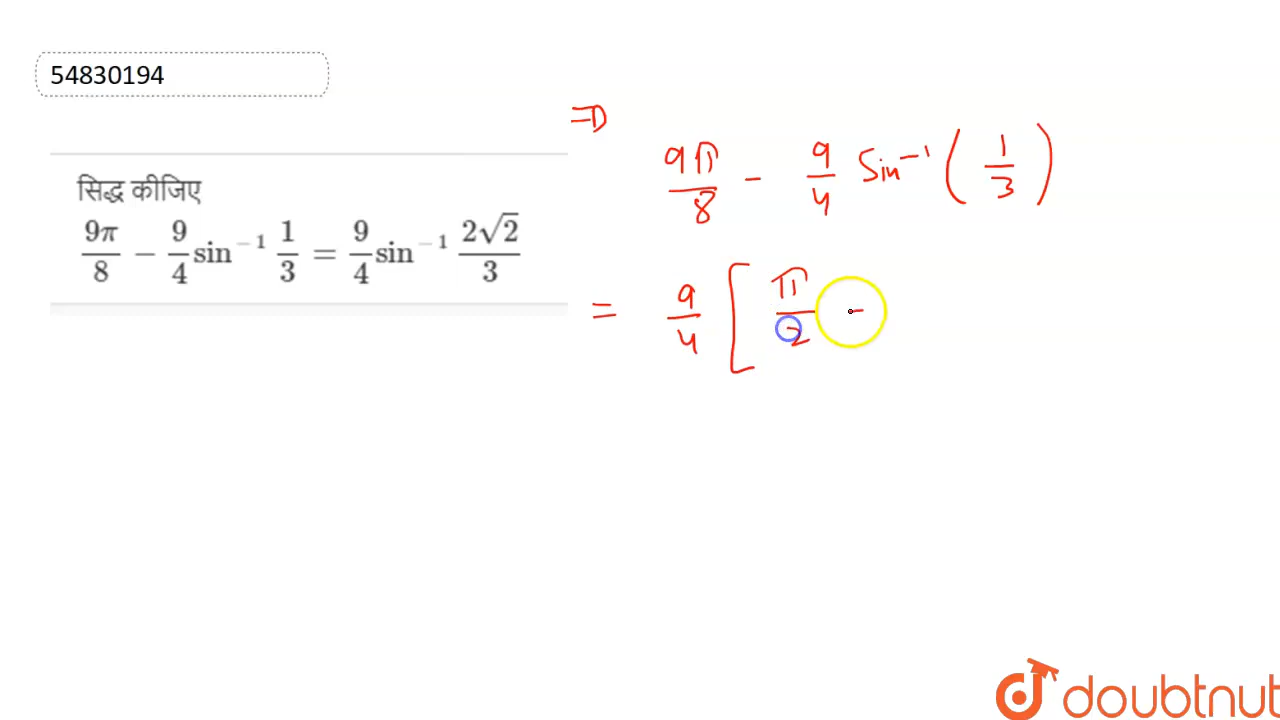 54830194
सिद्ध कीजिए
9π/8 − 9/4 sin⁻¹ 1/3 = 9/4 sin⁻¹ 2√2/3
⇒ 9π/8 − 9/4 Sin⁻¹ (1/3)
= 9/4 [π/2 −
doubtnut